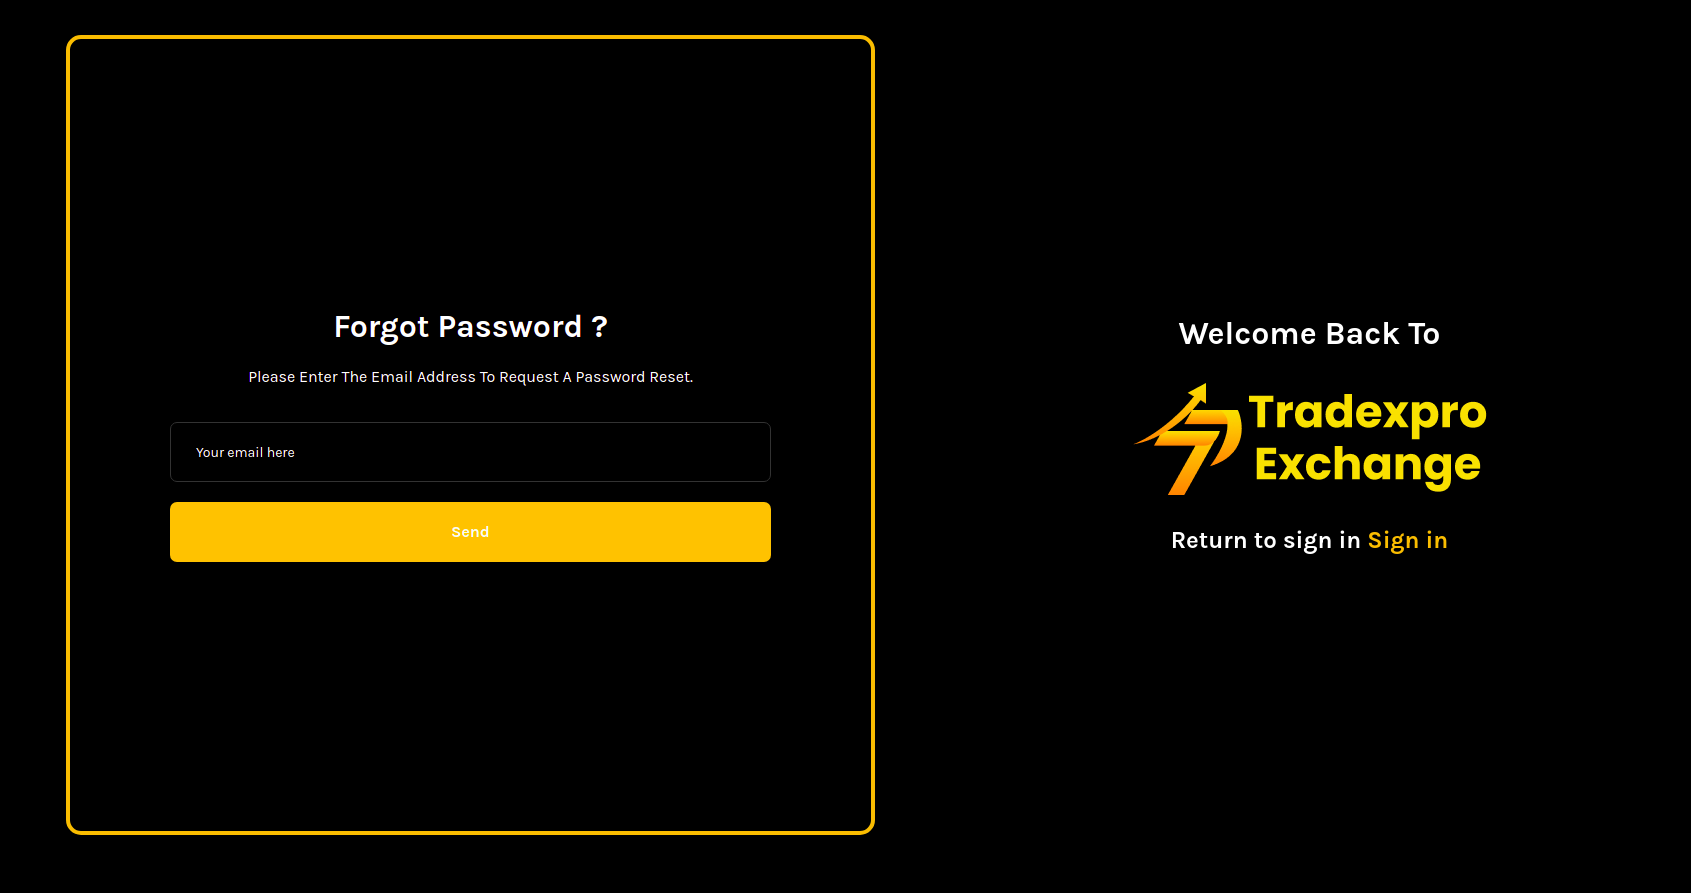 Forgot Password ?
Please Enter The Email Address To Request A Password Reset.
Your email here
Send
Welcome Back To
Tradexpro
Exchange
Return to sign in Sign in